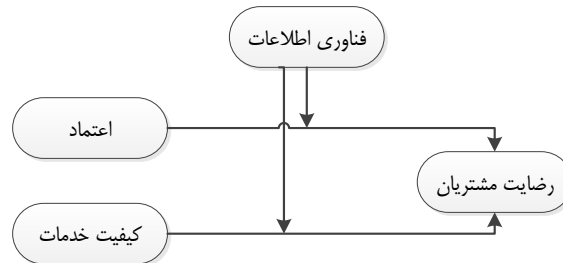 فناوری اطلاعات
اعتماد
رضایت مشتریان
کیفیت خدمات